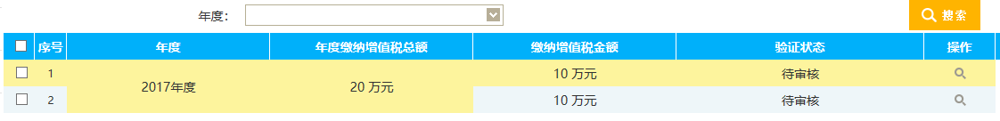 年度： 搜索
序号 年度 年度缴纳增值税总额 缴纳增值税金额 验证状态 操作
1 2017年度 20 万元 10 万元 待审核
2 10 万元 待审核